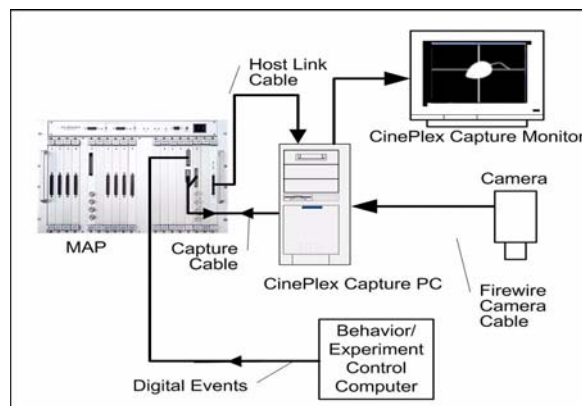 Host Link
Cable
CinePlex Capture Monitor
MAP
Capture
Cable
CinePlex Capture PC
Camera
Firewire
Camera
Cable
Digital Events
Behavior/
Experiment
Control
Computer